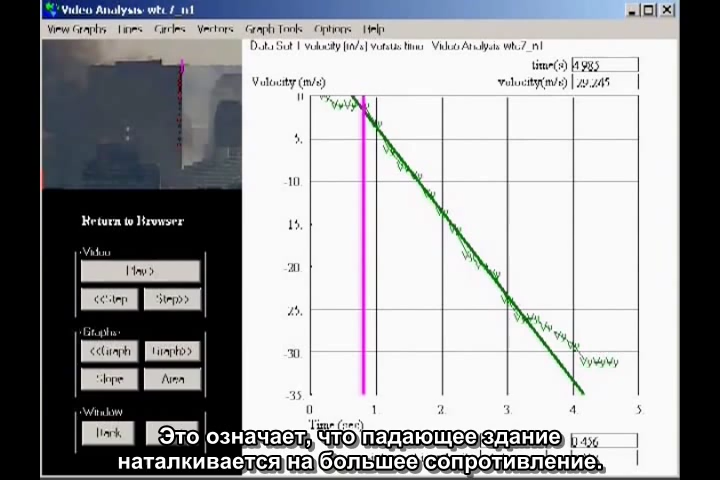 Video Analysis: wtc7_n1
View Graphs Lines Circles Vectors Graph Tools Options Help
Data Set 1 velocity [m/s] versus time - Video Analysis wtc7_n1
time(s) 4.985
Velocity (m/s) velocity(m/s) 29.245
0
5.
-10.
15.
-20.
25.
-30.
-35.
0 1. 2. 3. 4. 5.
Time (sec)
0.456
Return to Browser
Video
Play>
<<Step Step>>
Graphs
<<Graph Graph>>
Slope Area
Window
Back
Это означает, что падающее здание
наталкивается на большее сопротивление.